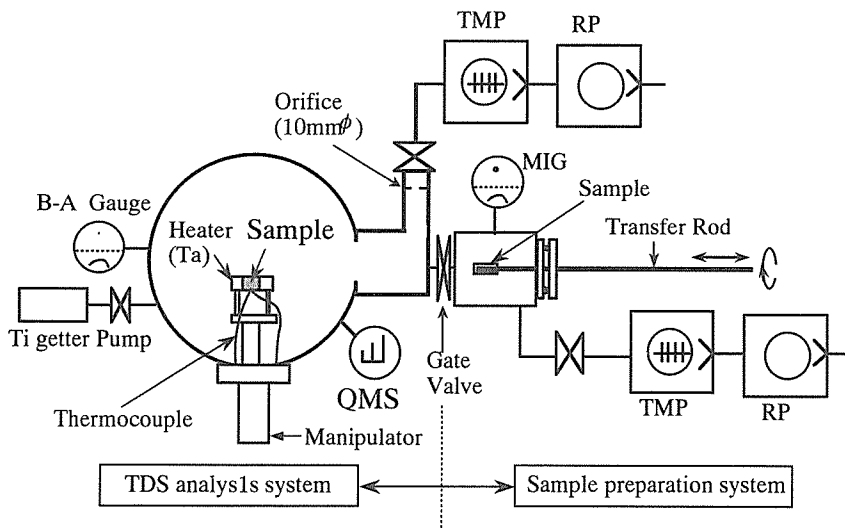 TMP
RP
Orifice
(10mmϕ)
MIG
Sample
B-A Gauge
Heater
(Ta)
Sample
Transfer Rod
Ti getter Pump
Gate
Valve
QMS
Thermocouple
Manipulator
TMP
RP
TDS analys1s system
Sample preparation system